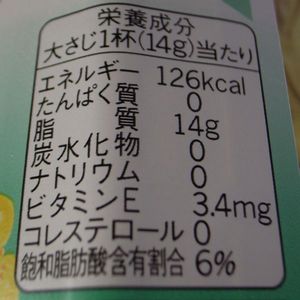 栄養成分
大さじ1杯(14g)当たり
エネルギー 126kcal
たんぱく質 0
脂質 14g
炭水化物 0
ナトリウム 0
ビタミンE 3.4mg
コレステロール 0
飽和脂肪酸含有割合 6%